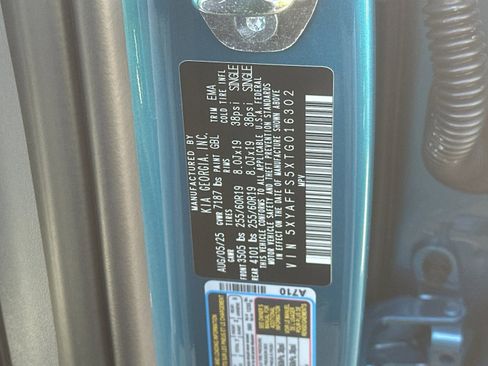 MANUFACTURED BY
KIA GEORGIA, INC.
AUG/05/25 GVWR 7187 lbs PAINT GBL TRIM EMA
GAWR TIRES RIMS COLD TIRE INFL
FRONT 3505 lbs 255/60R19 8.0Jx19 38psi SINGLE
REAR 4101 lbs 255/60R19 8.0Jx19 38psi SINGLE
THIS VEHICLE CONFORMS TO ALL APPLICABLE U.S.A. FEDERAL
MOTOR VEHICLE SAFETY AND THEFT PREVENTION STANDARDS
IN EFFECT ON THE DATE OF MANUFACTURE SHOWN ABOVE
VIN 5XYAFFS5XTG016302
MPV
A710